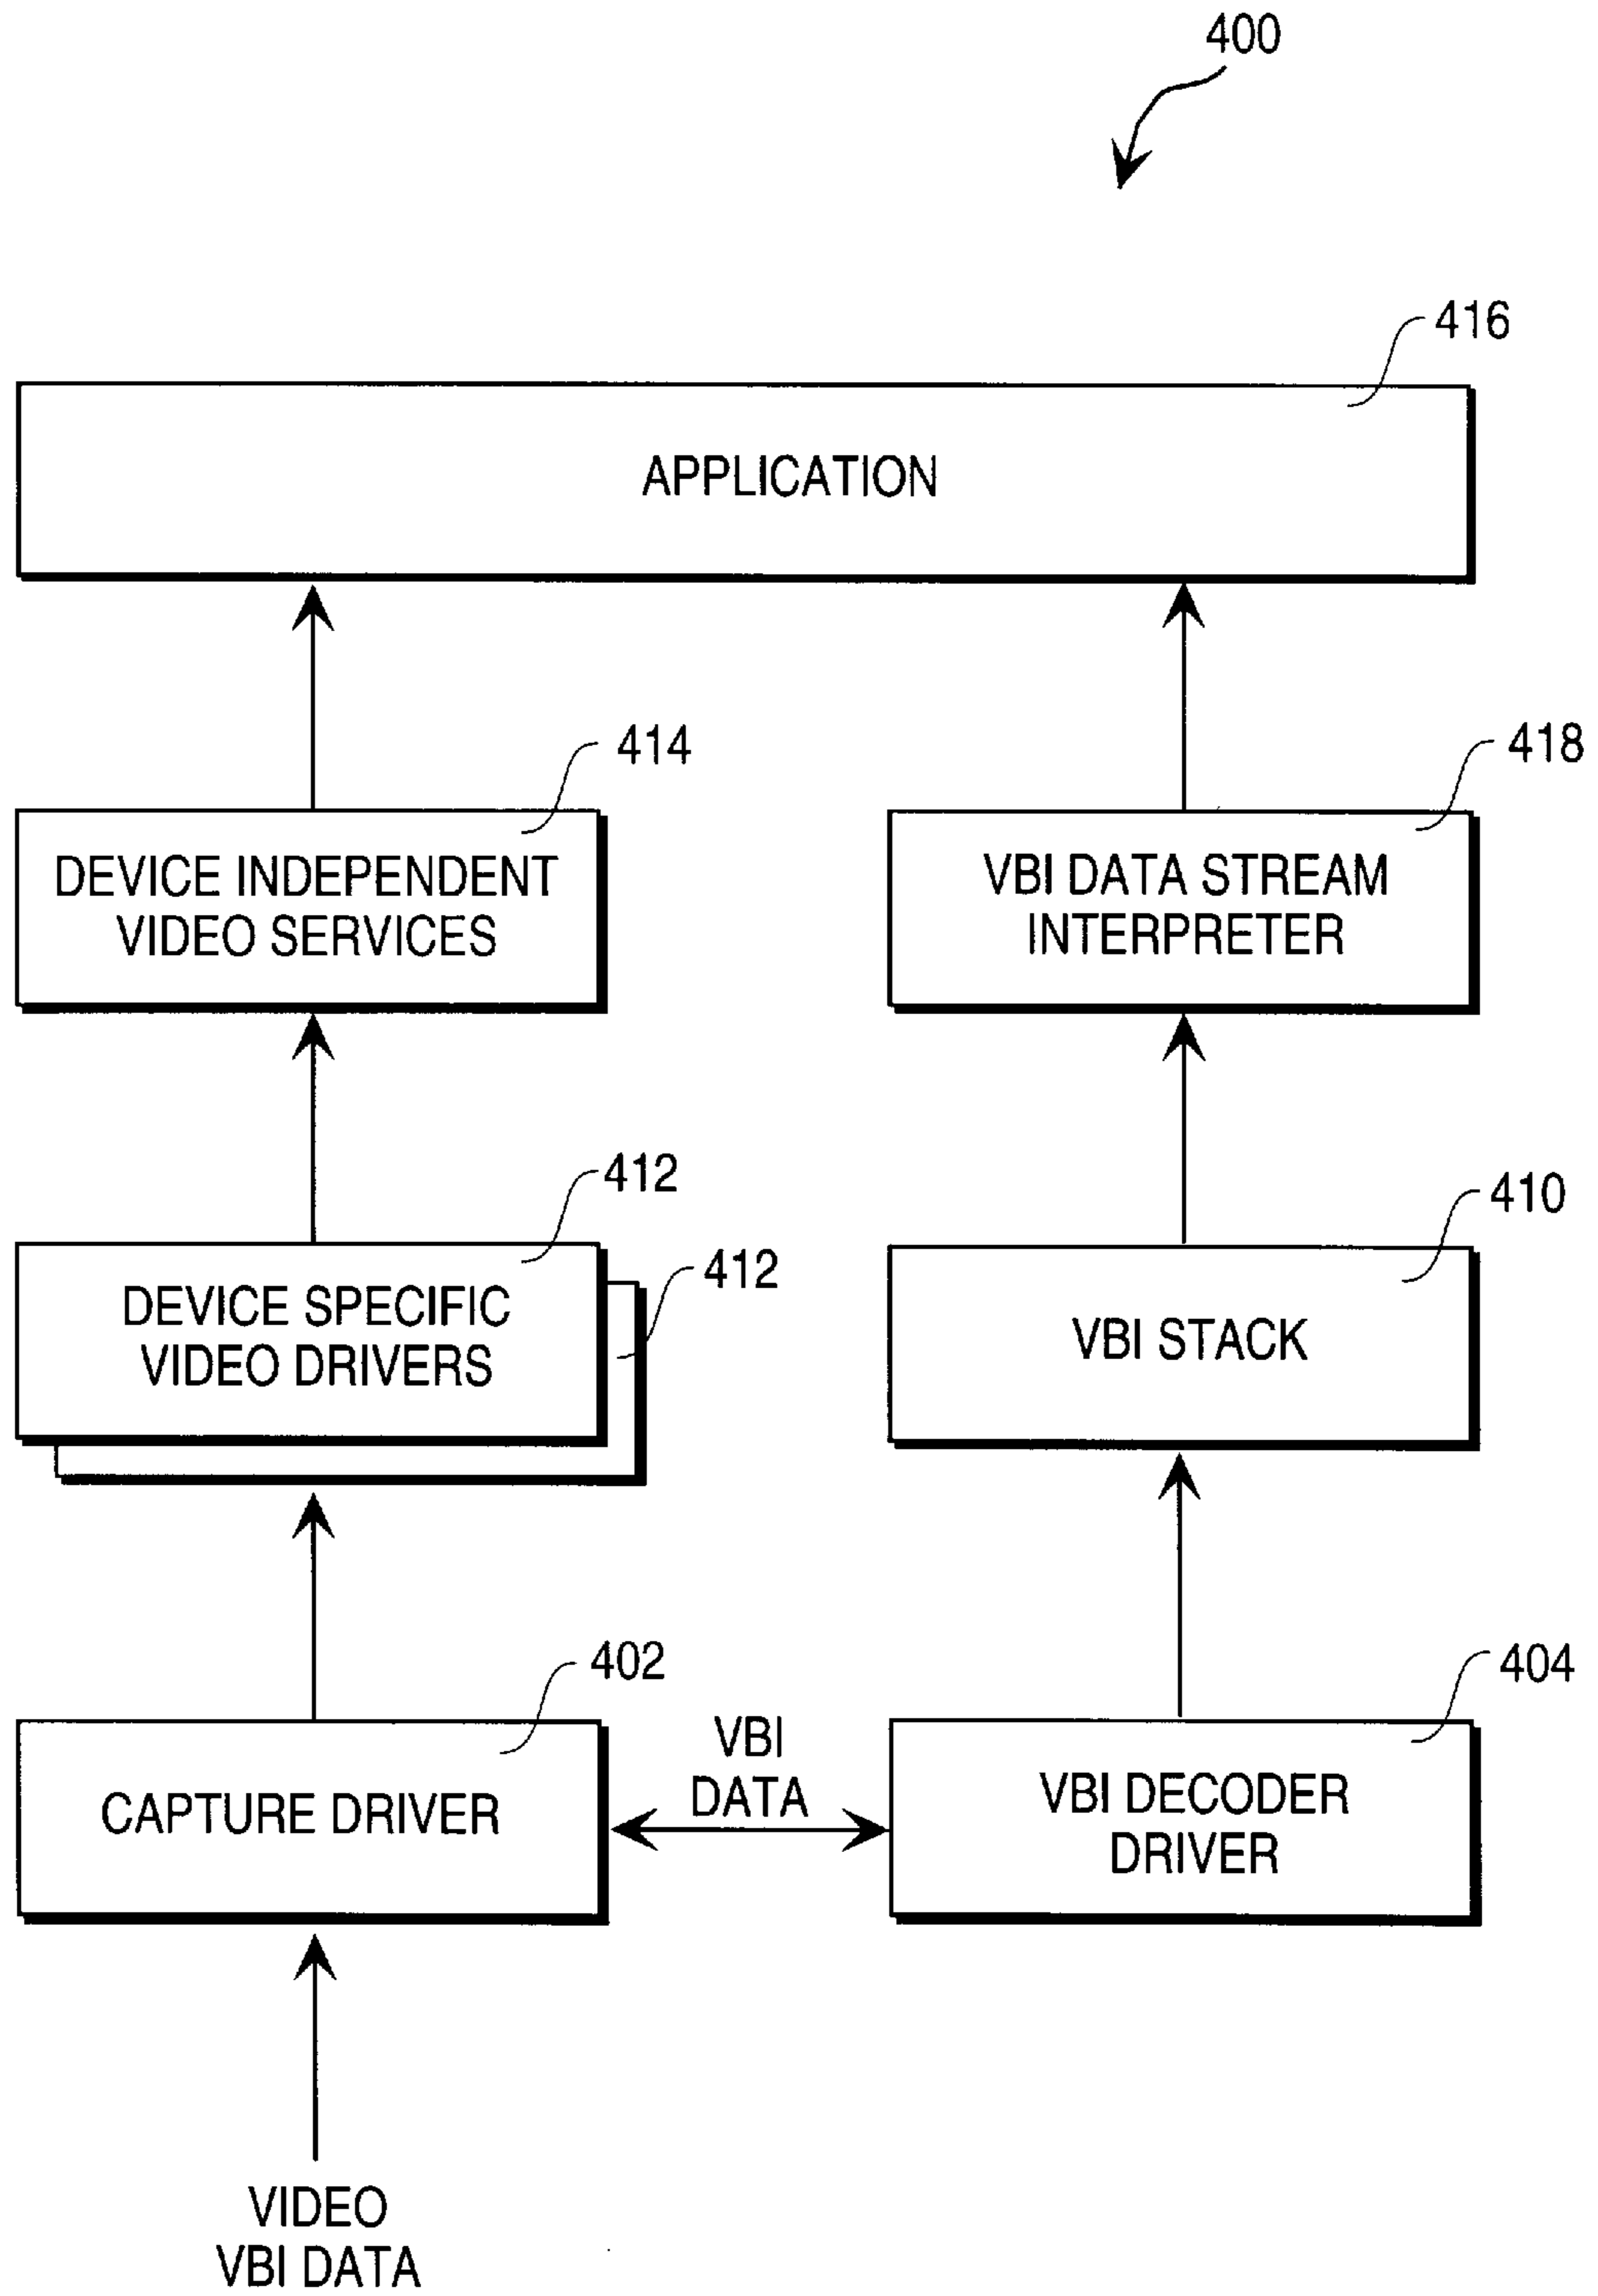 400
416
APPLICATION
414
418
DEVICE INDEPENDENT
VIDEO SERVICES
VBI DATA STREAM
INTERPRETER
412
412
410
DEVICE SPECIFIC
VIDEO DRIVERS
VBI STACK
402
404
CAPTURE DRIVER
VBI
DATA
VBI DECODER
DRIVER
VIDEO
VBI DATA